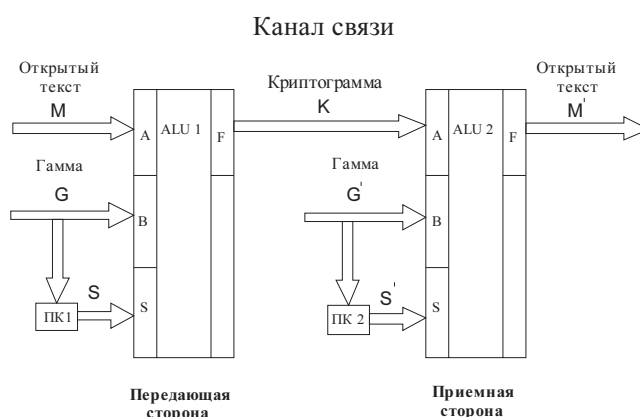 Канал связи
Открытый
текст
M
A
ALU 1
F
Гамма
G
B
S
ПК1
S
Передающая
сторона
Криптограмма
K
Открытый
текст
M'
A
ALU 2
F
Гамма
G'
B
S'
ПК 2
S
Приемная
сторона